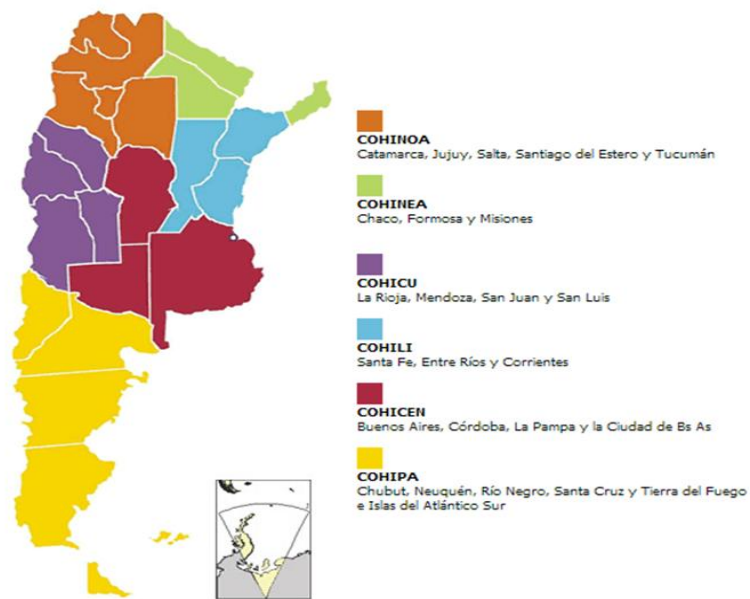 COHINOA
Catamarca, Jujuy, Salta, Santiago del Estero y Tucumán
COHINEA
Chaco, Formosa y Misiones
COHICU
La Rioja, Mendoza, San Juan y San Luis
COHILI
Santa Fe, Entre Ríos y Corrientes
COHICEN
Buenos Aires, Córdoba, La Pampa y la Ciudad de Bs As
COHIPA
Chubut, Neuquén, Río Negro, Santa Cruz y Tierra del Fuego
e Islas del Atlántico Sur